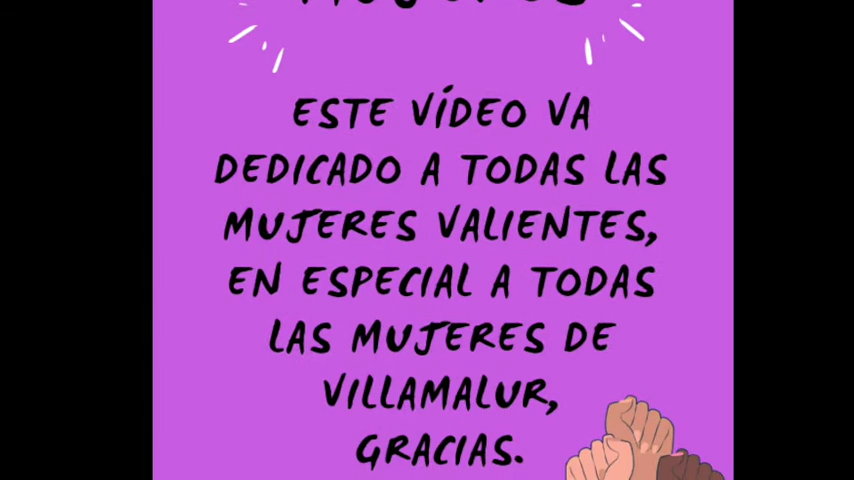 ESTE VÍDEO VA
DEDICADO A TODAS LAS
MUJERES VALIENTES,
EN ESPECIAL A TODAS
LAS MUJERES DE
VILLAMALUR,
GRACIAS.